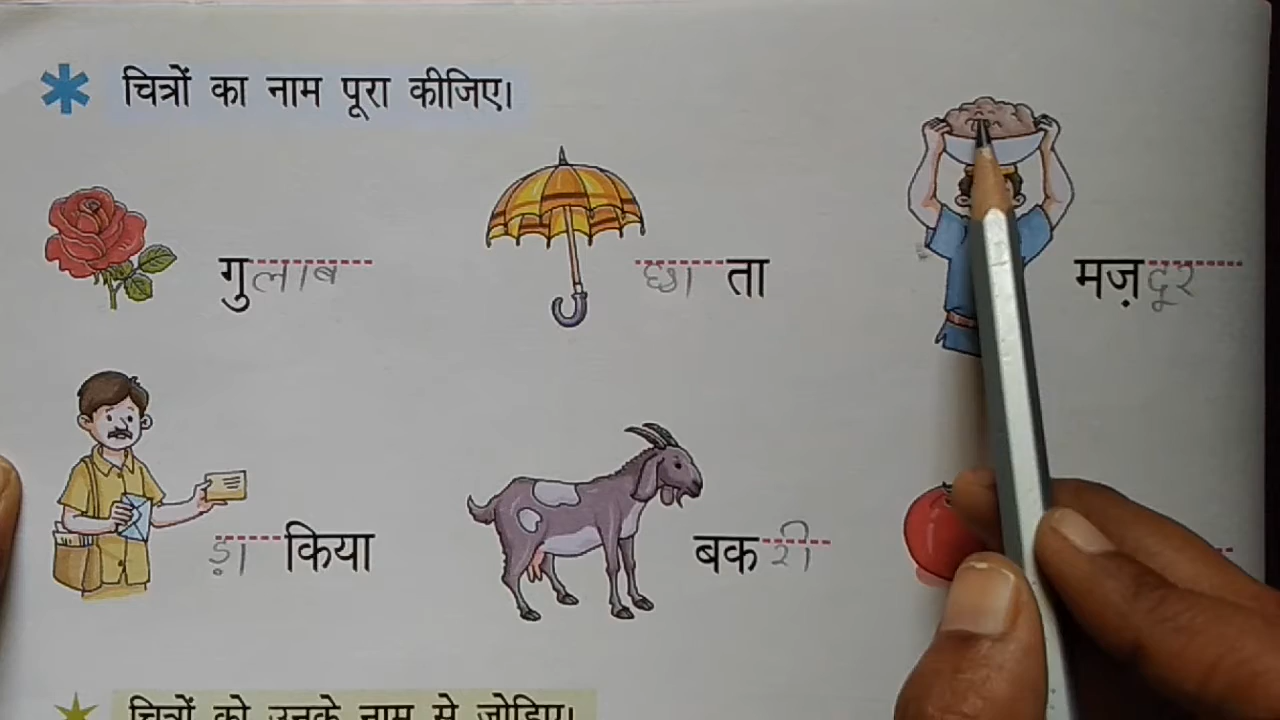 चित्रों का नाम पूरा कीजिए।
गुलाब
छाता
मज़दूर
ड़ाकिया
बकरी
चित्रों को उनके नाम से जोड़िए।